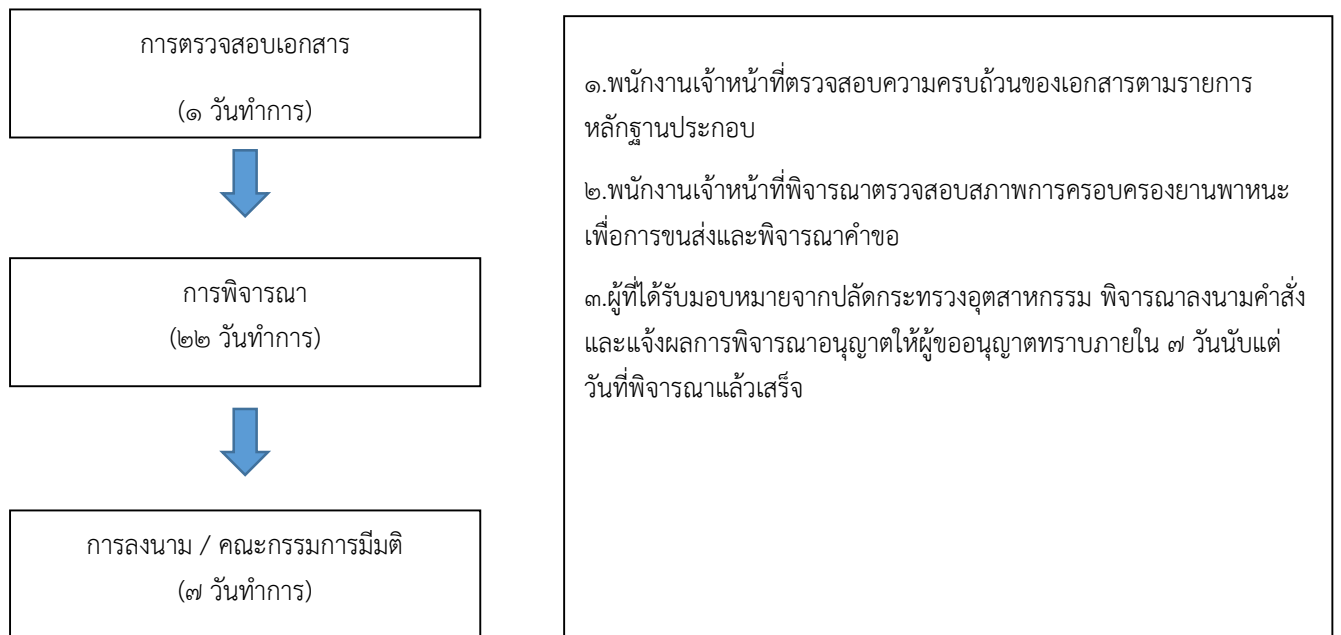 การตรวจสอบเอกสาร
(๑ วันทำการ)
การพิจารณา
(๒๒ วันทำการ)
การลงนาม / คณะกรรมการมีมติ
(๗ วันทำการ)
๑.พนักงานเจ้าหน้าที่ตรวจสอบความครบถ้วนของเอกสารตามรายการ
หลักฐานประกอบ
๒.พนักงานเจ้าหน้าที่พิจารณาตรวจสอบสภาพการครอบครองยานพาหนะ
เพื่อการขนส่งและพิจารณาคำขอ
๓.ผู้ที่ได้รับมอบหมายจากปลัดกระทรวงอุตสาหกรรม พิจารณาลงนามคำสั่ง
และแจ้งผลการพิจารณาอนุญาตให้ผู้ขออนุญาตทราบภายใน ๗ วันนับแต่
วันที่พิจารณาแล้วเสร็จ